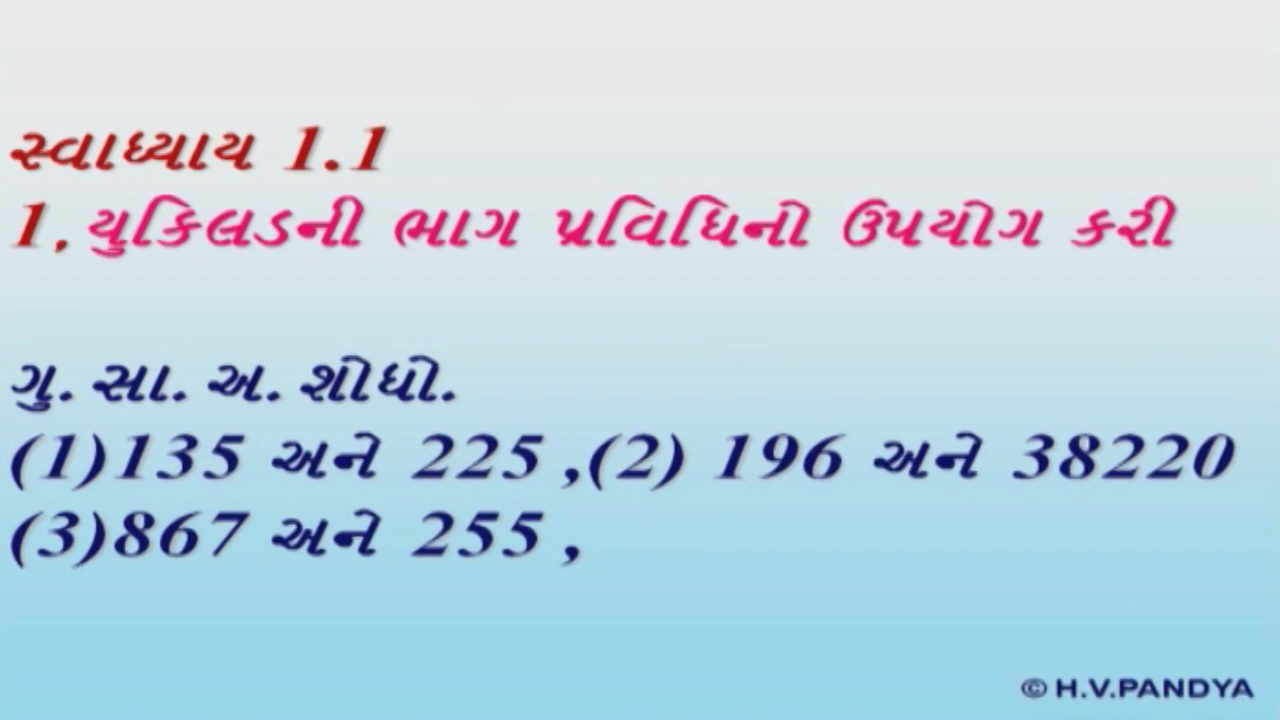 સ્વાધ્યાય 1.1
1. યુકિલડની ભાગ પ્રવિધિનો ઉપયોગ કરી
ગુ. સા. અ. શોધો.
(1)135 અને 225 ,(2) 196 અને 38220
(3)867 અને 255 ,
© H.V.PANDYA